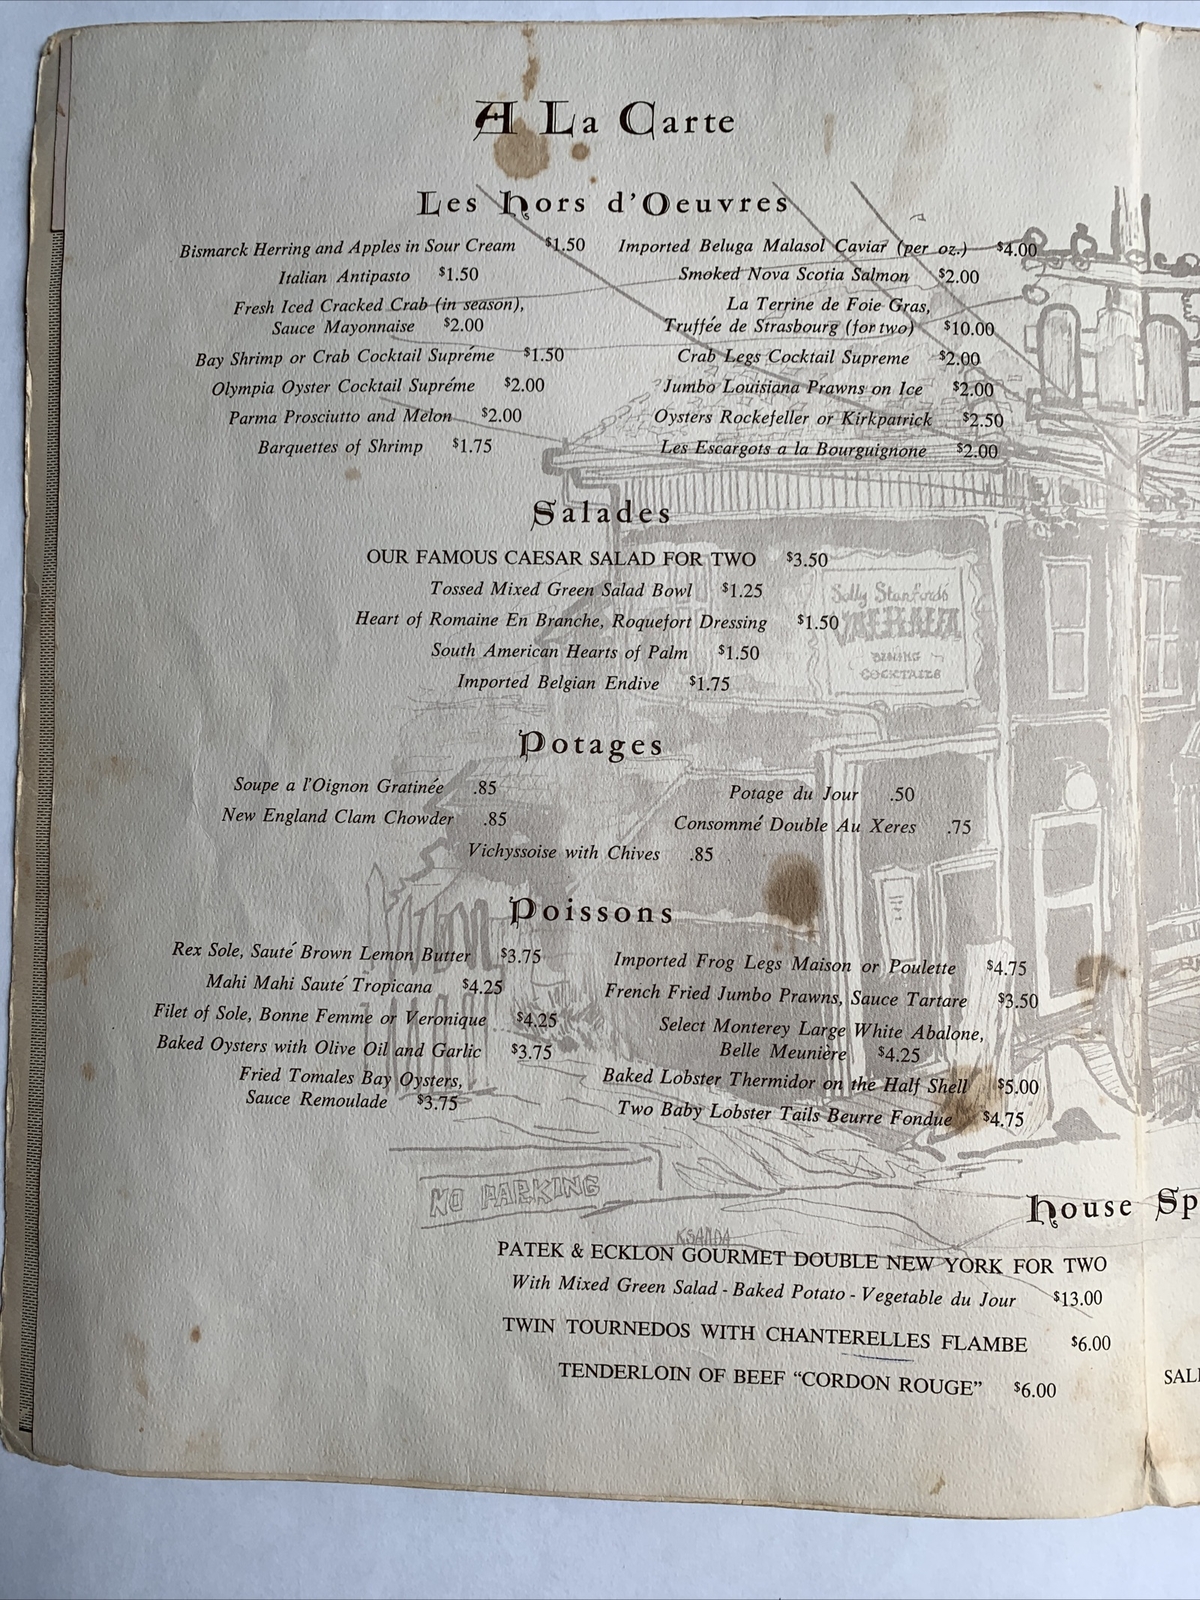 A La Carte
Les Hors d'Oeuvres
Bismarck Herring and Apples in Sour Cream $1.50
Italian Antipasto $1.50
Fresh Iced Cracked Crab (in season),
Sauce Mayonnaise $2.00
Bay Shrimp or Crab Cocktail Supréme $1.50
Olympia Oyster Cocktail Supréme $2.00
Parma Prosciutto and Melon $2.00
Barquettes of Shrimp $1.75
Imported Beluga Malasol Caviar (per oz.) $4.00
Smoked Nova Scotia Salmon $2.00
La Terrine de Foie Gras,
Truffée de Strasbourg (for two) $10.00
Crab Legs Cocktail Supreme $2.00
Jumbo Louisiana Prawns on Ice $2.00
Oysters Rockefeller or Kirkpatrick $2.50
Les Escargots a la Bourguignone $2.00
Salades
OUR FAMOUS CAESAR SALAD FOR TWO $3.50
Tossed Mixed Green Salad Bowl $1.25
Heart of Romaine En Branche, Roquefort Dressing $1.50
South American Hearts of Palm $1.50
Imported Belgian Endive $1.75
Sally Stanford's
VALHALLA
DINING
COCKTAILS
Potages
Soupe a l'Oignon Gratinée .85
New England Clam Chowder .85
Potage du Jour .50
Consommé Double Au Xeres .75
Vichyssoise with Chives .85
Poissons
Rex Sole, Sauté Brown Lemon Butter $3.75
Mahi Mahi Sauté Tropicana $4.25
Filet of Sole, Bonne Femme or Veronique $4.25
Baked Oysters with Olive Oil and Garlic $3.75
Fried Tomales Bay Oysters,
Sauce Remoulade $3.75
Imported Frog Legs Maison or Poulette $4.75
French Fried Jumbo Prawns, Sauce Tartare $3.50
Select Monterey Large White Abalone,
Belle Meunière $4.25
Baked Lobster Thermidor on the Half Shell $5.00
Two Baby Lobster Tails Beurre Fondue $4.75
NO PARKING
KSANDA
House Sp
PATEK & ECKLON GOURMET DOUBLE NEW YORK FOR TWO
With Mixed Green Salad - Baked Potato - Vegetable du Jour $13.00
TWIN TOURNEDOS WITH CHANTERELLES FLAMBE $6.00
TENDERLOIN OF BEEF “CORDON ROUGE” $6.00
SAL